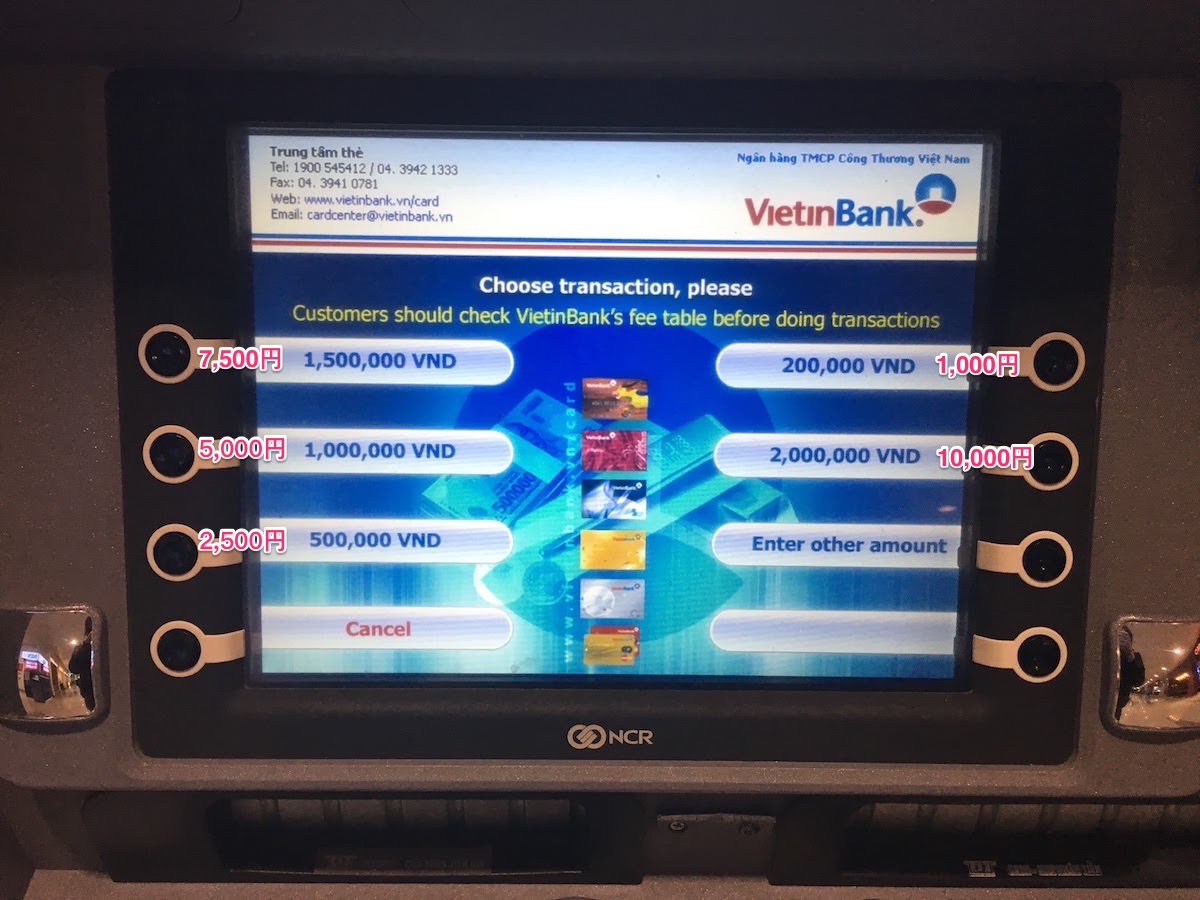 Trung tâm thẻ
Tel: 1900 545412 / 04. 3942 1333
Fax: 04. 3941 0781
Web: www.vietinbank.vn/card
Email: cardcenter@vietinbank.vn
Ngân hàng TMCP Công Thương Việt Nam
VietinBank
Choose transaction, please
Customers should check VietinBank's fee table before doing transactions
7,500円 1,500,000 VND
200,000 VND 1,000円
5,000円 1,000,000 VND
2,000,000 VND 10,000円
2,500円 500,000 VND
Enter other amount
Cancel
500000
NCR